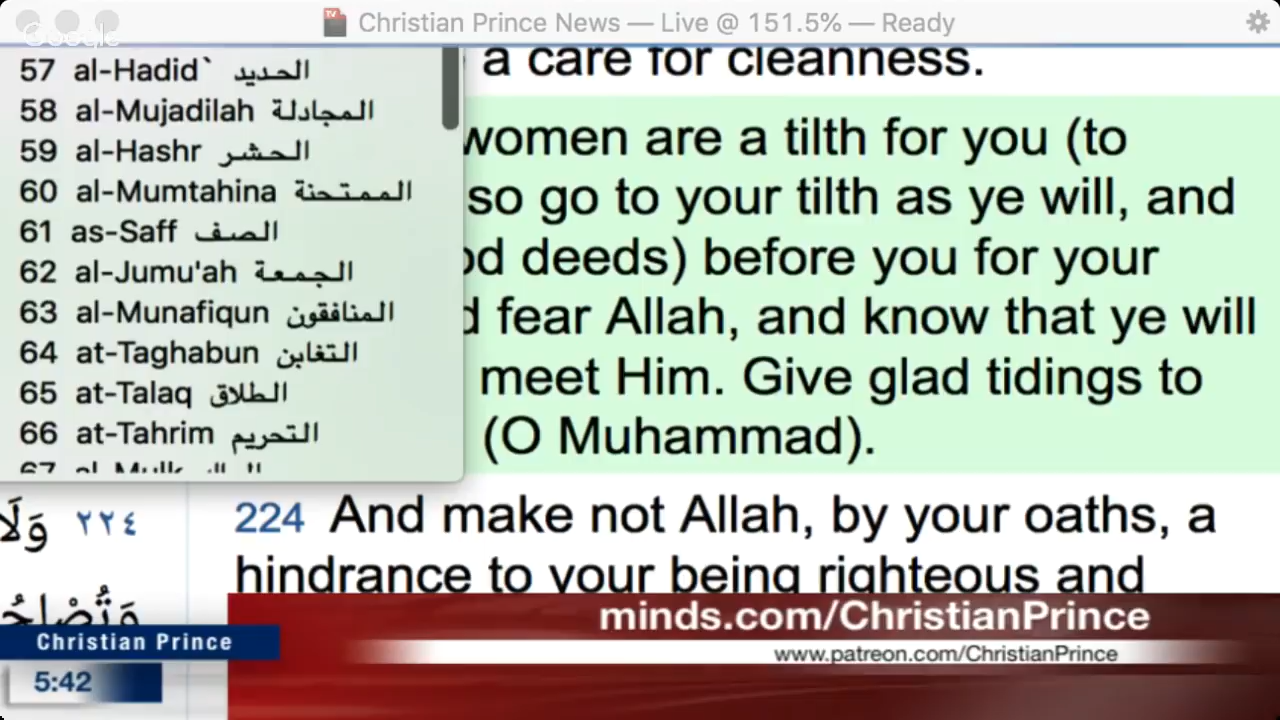 Christian Prince News — Live @ 151.5% — Ready
Google
57 al-Hadid` الحديد
58 al-Mujadilah المجادلة
59 al-Hashr الحشر
60 al-Mumtahina الممتحنة
61 as-Saff الصف
62 al-Jumu'ah الجمعة
63 al-Munafiqun المنافقون
64 at-Taghabun التغابن
65 at-Talaq الطلاق
66 at-Tahrim التحريم
67 al-Mulk
a care for cleanness.
women are a tilth for you (to
so go to your tilth as ye will, and
deeds) before you for your
fear Allah, and know that ye will
meet Him. Give glad tidings to
(O Muhammad).
٢٢٤ وَلَا
224 And make not Allah, by your oaths, a
hindrance to your being righteous and
minds.com/ChristianPrince
www.patreon.com/ChristianPrince
Christian Prince
5:42